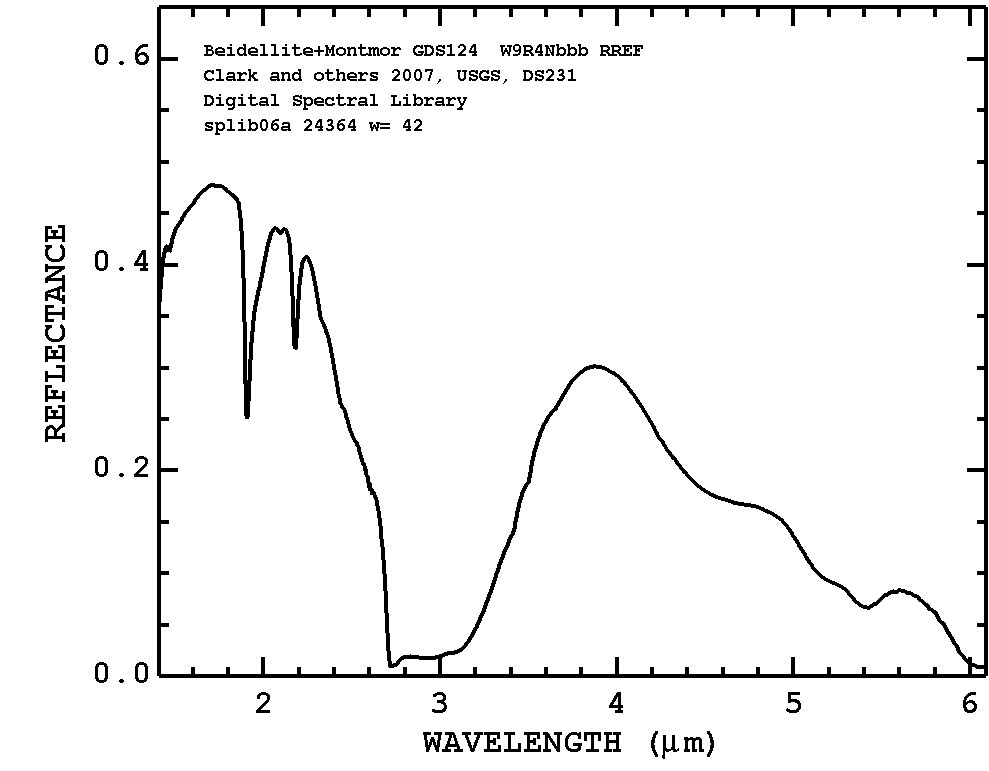 Beidellite+Montmor GDS124 W9R4Nbbb RREF
Clark and others 2007, USGS, DS231
Digital Spectral Library
splib06a 24364 w= 42
0.6
0.4
0.2
0.0
REFLECTANCE
2 3 4 5 6
WAVELENGTH (μm)